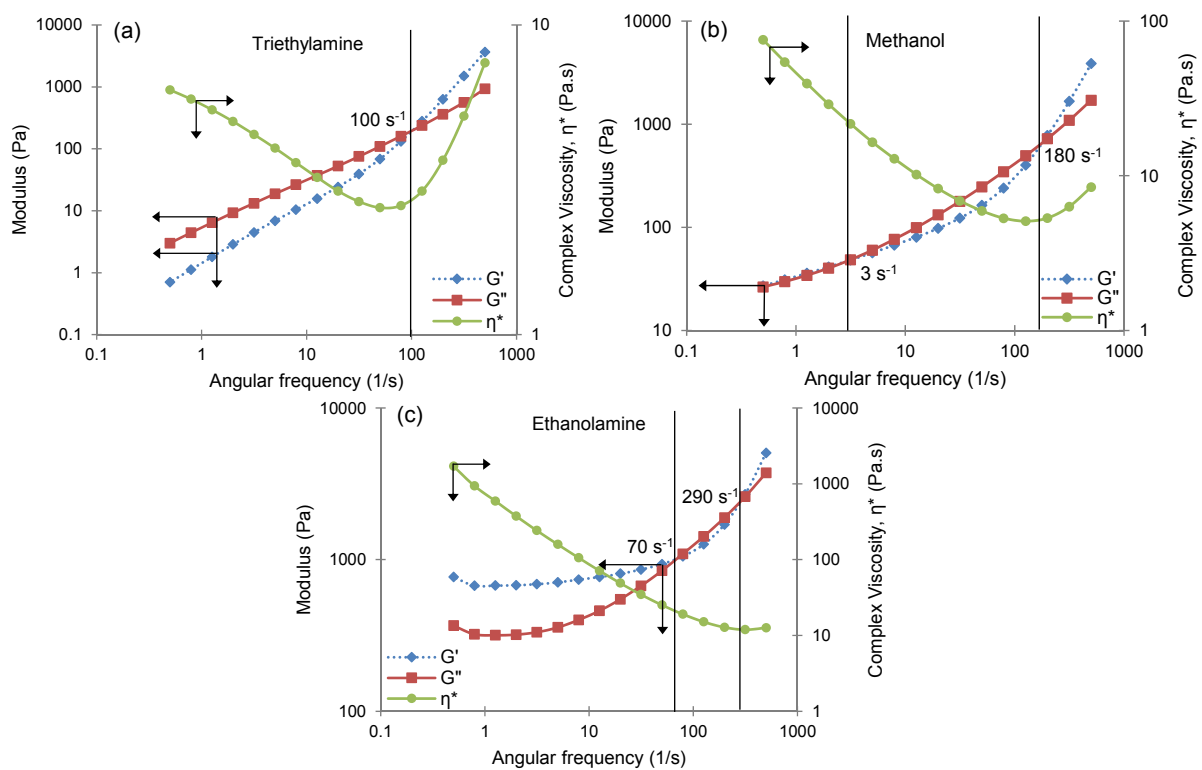 (a)
Triethylamine
100 s⁻¹
Modulus (Pa)
10000
1000
100
10
1
0.1
10
1
Complex Viscosity, η* (Pa.s)
G'
G"
η*
0.1 1 10 100 1000
Angular frequency (1/s)
(b)
Methanol
180 s⁻¹
3 s⁻¹
Modulus (Pa)
10000
1000
100
10
100
10
1
Complex Viscosity, η* (Pa.s)
G'
G"
η*
0.1 1 10 100 1000
Angular frequency (1/s)
(c)
Ethanolamine
290 s⁻¹
70 s⁻¹
Modulus (Pa)
10000
1000
100
10000
1000
100
10
1
Complex Viscosity, η* (Pa.s)
G'
G"
η*
0.1 1 10 100 1000
Angular frequency (1/s)